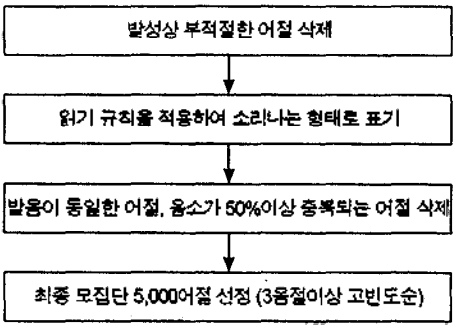 발성상 부적절한 어절 삭제
읽기 규칙을 적용하여 소리나는 형태로 표기
발음이 동일한 어절, 음소가 50%이상 중복되는 어절 삭제
최종 모집단 5,000어절 선정 (3음절이상 고빈도순)